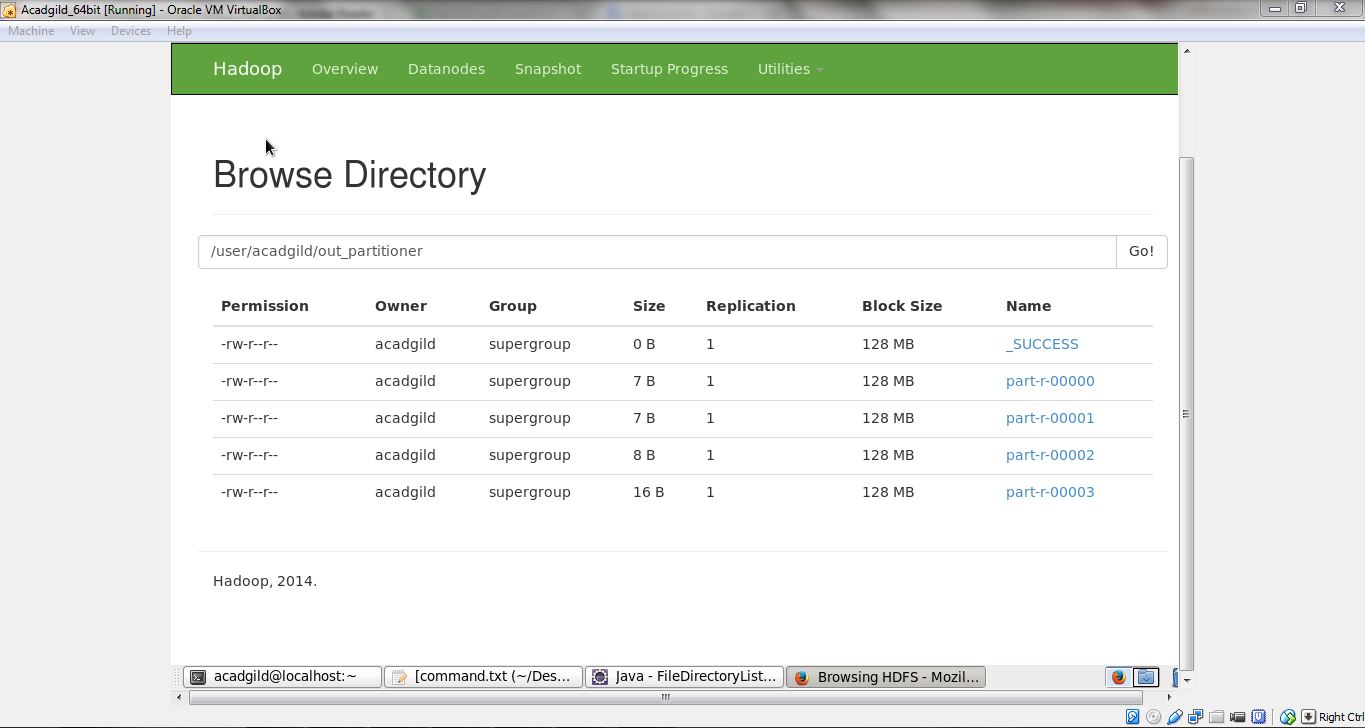 Acadgild_64bit [Running] - Oracle VM VirtualBox
Machine View Devices Help
Hadoop Overview Datanodes Snapshot Startup Progress Utilities
Browse Directory
/user/acadgild/out_partitioner Go!
Permission Owner Group Size Replication Block Size Name
-rw-r--r-- acadgild supergroup 0 B 1 128 MB _SUCCESS
-rw-r--r-- acadgild supergroup 7 B 1 128 MB part-r-00000
-rw-r--r-- acadgild supergroup 7 B 1 128 MB part-r-00001
-rw-r--r-- acadgild supergroup 8 B 1 128 MB part-r-00002
-rw-r--r-- acadgild supergroup 16 B 1 128 MB part-r-00003
Hadoop, 2014.
acadgild@localhost:~ [command.txt (~/Des... Java - FileDirectoryList... Browsing HDFS - Mozil...
Right Ctrl